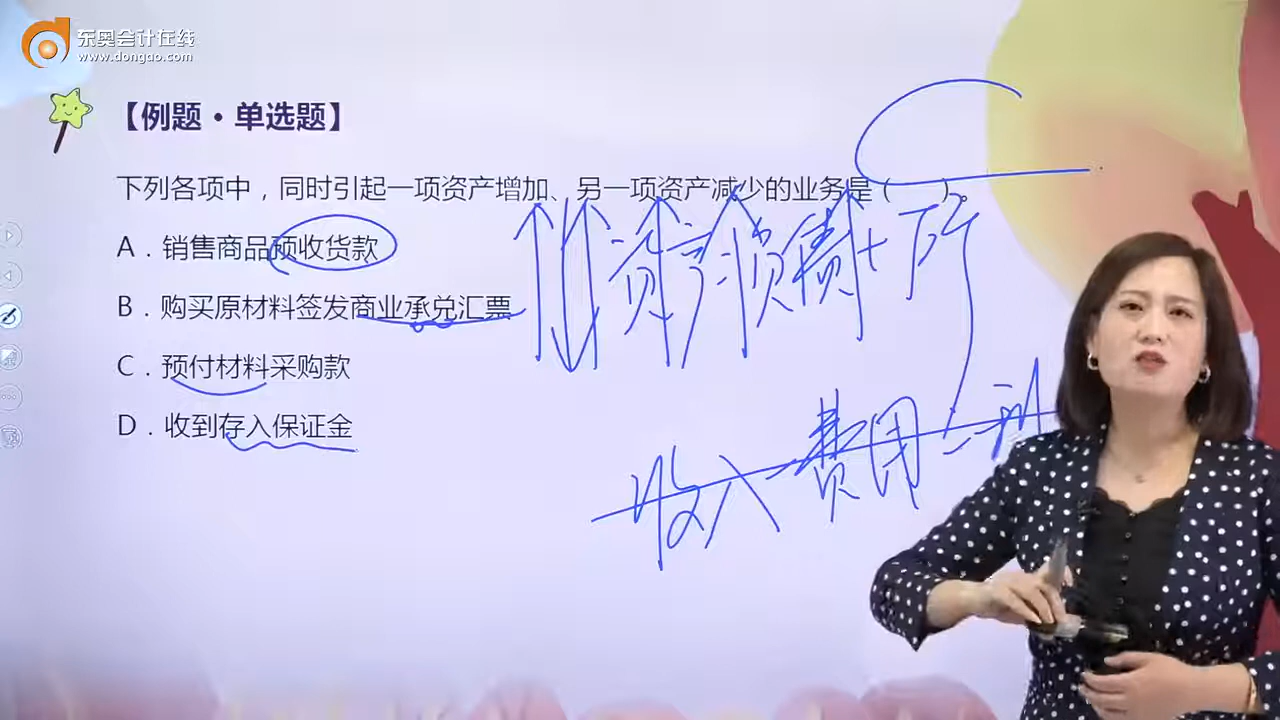 东奥会计在线
www.dongao.com
【例题·单选题】
下列各项中，同时引起一项资产增加、另一项资产减少的业务是（  ）。
A．销售商品预收货款
B．购买原材料签发商业承兑汇票
C．预付材料采购款
D．收到存入保证金
资产 负债+所
收入-费用=利